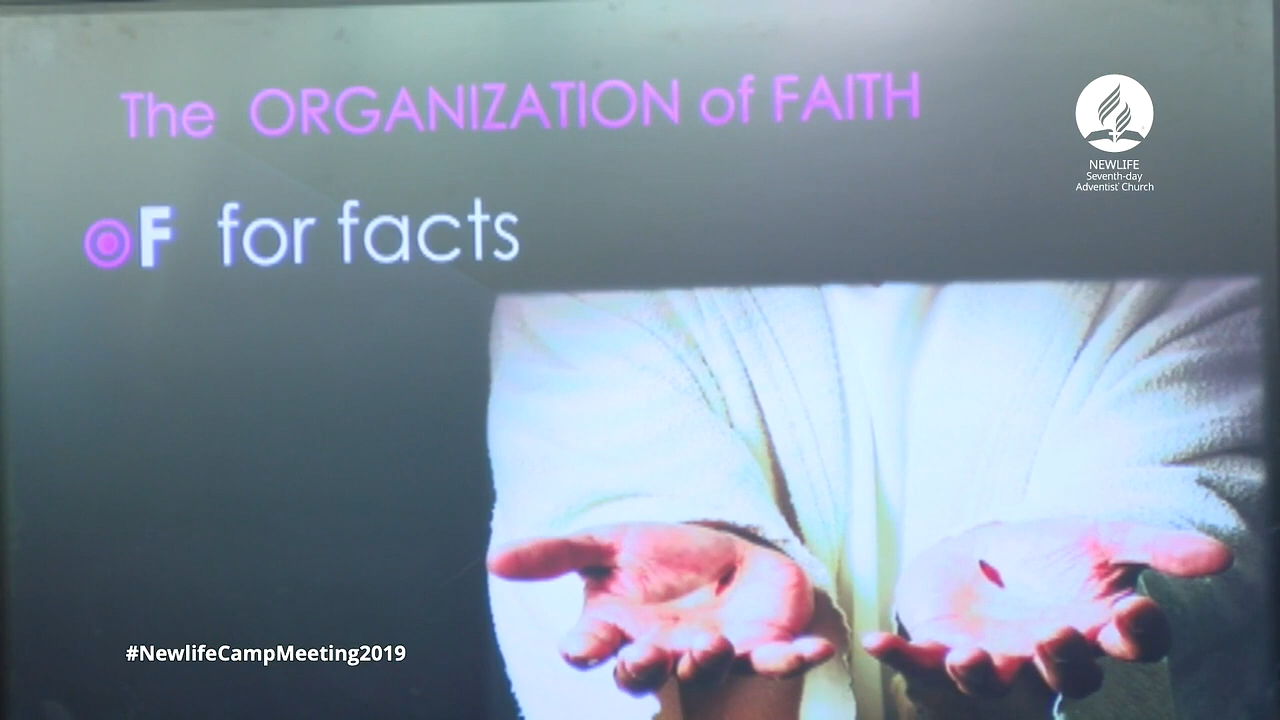 The ORGANIZATION of FAITH
F for facts
NEWLIFE
Seventh-day
Adventist Church
#NewlifeCampMeeting2019